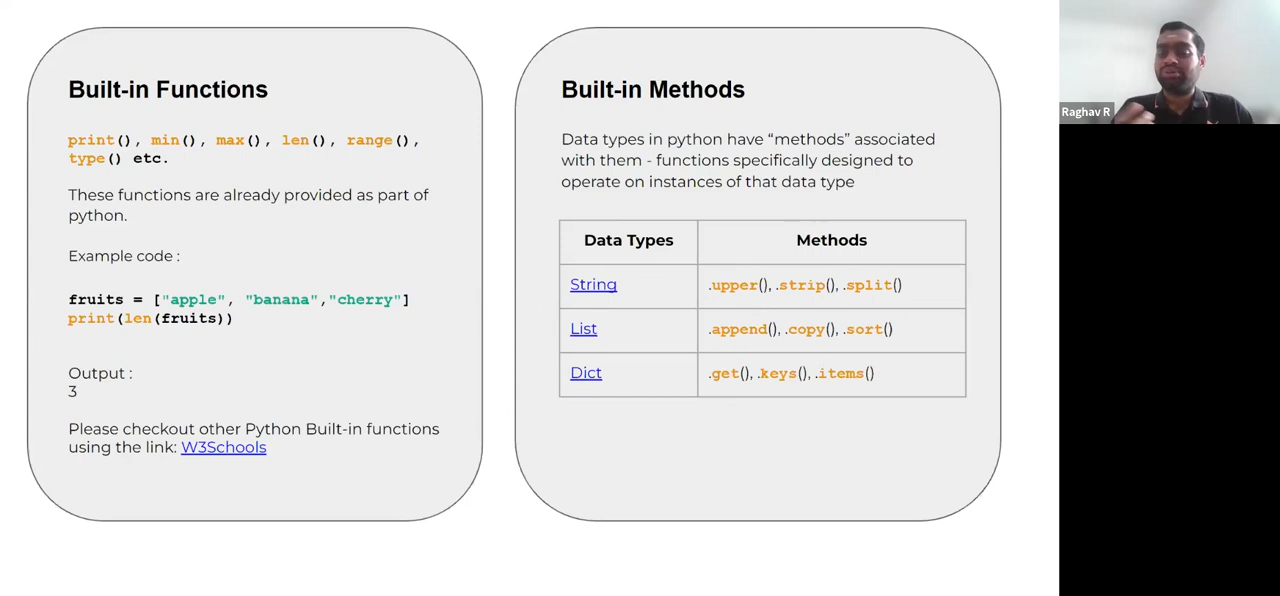 Built-in Functions
print(), min(), max(), len(), range(),
type() etc.
These functions are already provided as part of
python.
Example code :
fruits = ["apple", "banana","cherry"]
print(len(fruits))
Output :
3
Please checkout other Python Built-in functions
using the link: W3Schools
Built-in Methods
Data types in python have “methods” associated
with them - functions specifically designed to
operate on instances of that data type
Data Types Methods
String .upper(), .strip(), .split()
List .append(), .copy(), .sort()
Dict .get(), .keys(), .items()
Raghav R